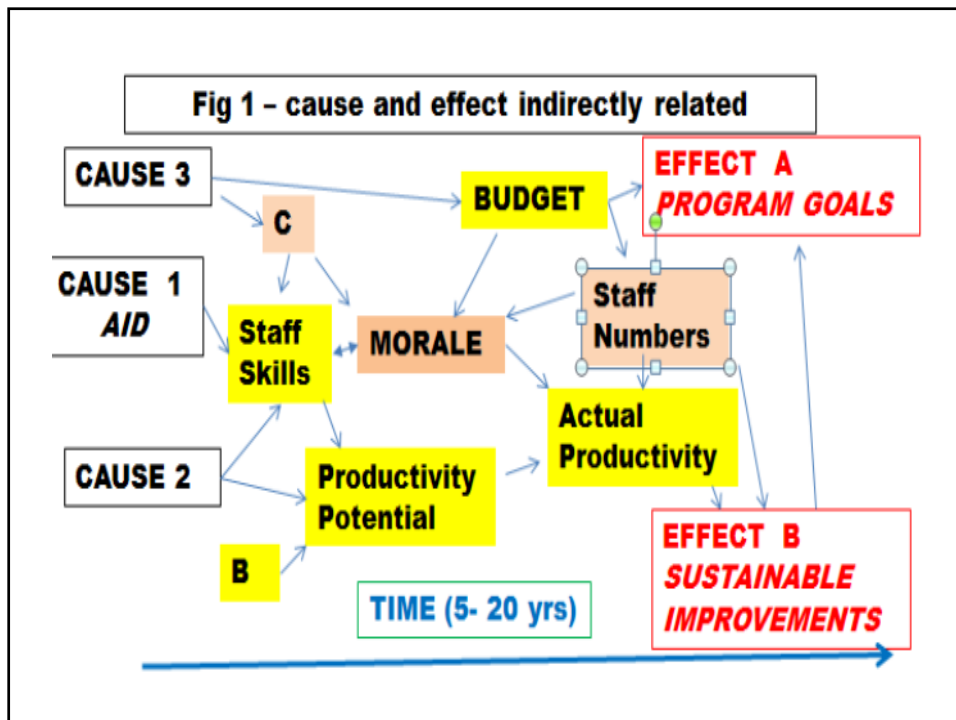 Fig 1 – cause and effect indirectly related
CAUSE 3
BUDGET
EFFECT A
PROGRAM GOALS
C
CAUSE 1
AID
Staff
Skills
MORALE
Staff
Numbers
Actual
Productivity
CAUSE 2
Productivity
Potential
B
EFFECT B
SUSTAINABLE
IMPROVEMENTS
TIME (5- 20 yrs)